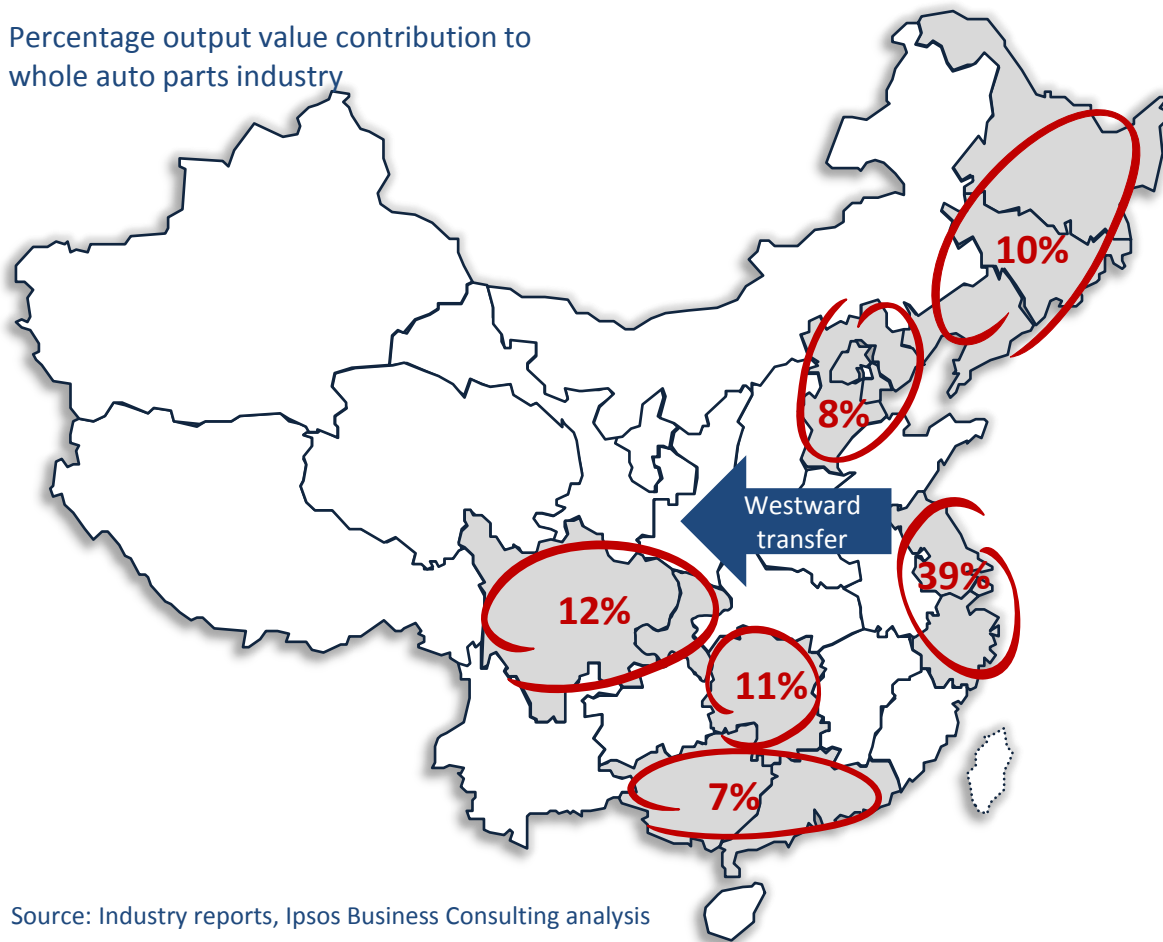 Percentage output value contribution to
whole auto parts industry
10%
8%
Westward
transfer
39%
12%
11%
7%
Source: Industry reports, Ipsos Business Consulting analysis